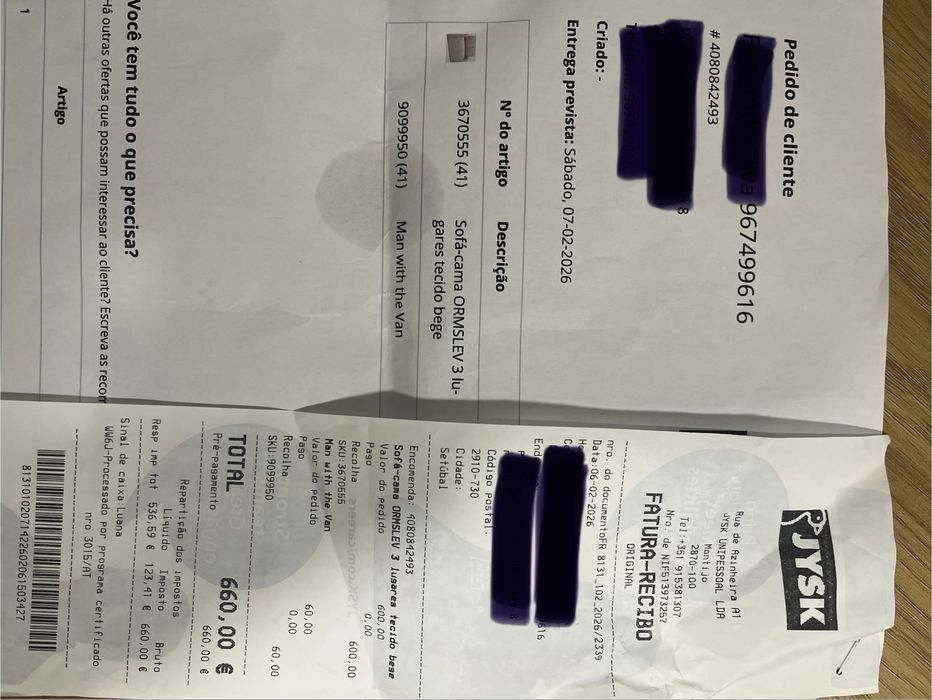 Pedido de cliente
967499616
# 4080842493
8
Criado: -
Entrega prevista: Sábado, 07-02-2026
Nº do artigo Descrição
3670555 (41) Sofá-cama ORMSLEV 3 lu-
gares tecido bege
9099950 (41) Man with the Van
Você tem tudo o que precisa?
Há outras ofertas que possam interessar ao cliente? Escreva as recom
Artigo
1
JYSK
Rua de Azinheira A1
JYSK UNIPESSOAL LDA
Montijo
2870-100
Tel:+351 915381307
Nro. de NIF513973257
FATURA-RECIBO
ORIGINAL
nro. do documentoFR 8131_102_2026/2339
Data:06-02-2026
616
8
Código postal:
2910-730
Cidade:
Setúbal
Encomenda: 4080842493
Sofá-cama ORMSLEV 3 lugares tecido bege
Valor do pedido 600,00
Pago 0,00
Recolha 600,00
SKU:3670555
Man with the Van
Valor do pedido 60,00
Pago 0,00
Recolha 60,00
SKU:9099950
TOTAL 660,00 €
Pré-pagamento 660,00 €
Repartição dos impostos
Líquido Imposto Bruto
Resp imp Tot 536,59 € 123,41 € 660,00 €
Sinal de caixa:Luana
WW6J-Processado por programa certificado
nro 3015/AT
8131010207142260206150342​7